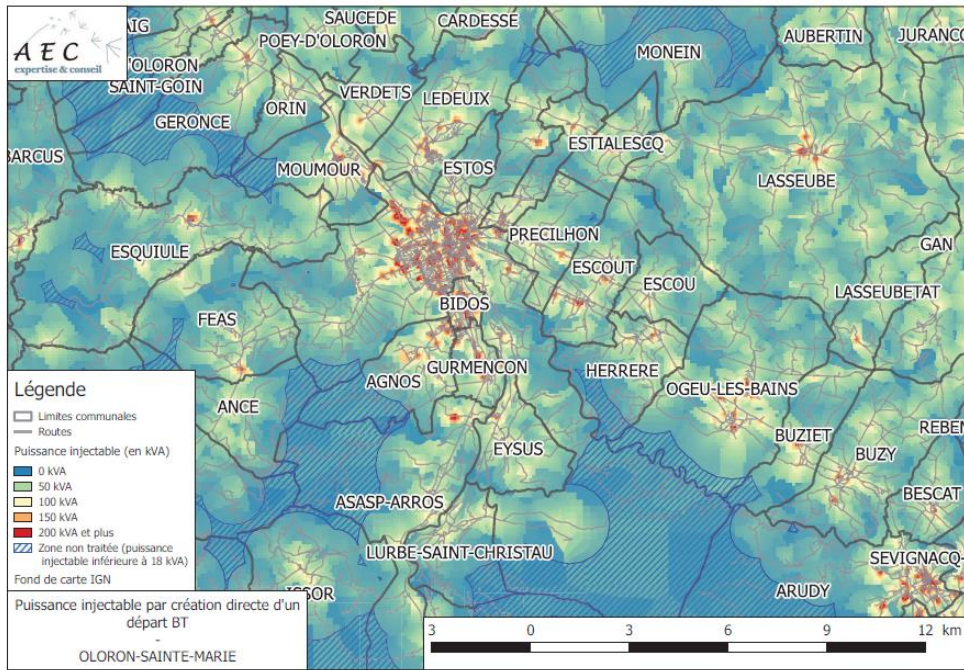 AEC
expertise & conseil
AIG
SAUCEDE
CARDESSE
POEY-D'OLORON
AUBERTIN
JURANCO
MONEIN
D'OLORON
SAINT-GOIN
VERDETS
LEDEUIX
ORIN
GERONCE
ESTIALESCQ
BARCUS
MOUMOUR
ESTOS
LASSEUBE
PRECILHON
ESQUIULE
GAN
ESCOUT
ESCOU
LASSEUBETAT
BIDOS
FEAS
GURMENCON
HERRERE
AGNOS
OGEU-LES-BAINS
ANCE
REBEN
BUZIET
EYSUS
BUZY
BESCAT
ASASP-ARROS
LURBE-SAINT-CHRISTAU
SEVIGNACQ-
ISSOR
ARUDY
Légende
Limites communales
Routes
Puissance injectable (en kVA)
0 kVA
50 kVA
100 kVA
150 kVA
200 kVA et plus
Zone non traitée (puissance
injectable inférieure à 18 kVA)
Fond de carte IGN
Puissance injectable par création directe d'un
départ BT
-
OLORON-SAINTE-MARIE
3 0 3 6 9 12 km